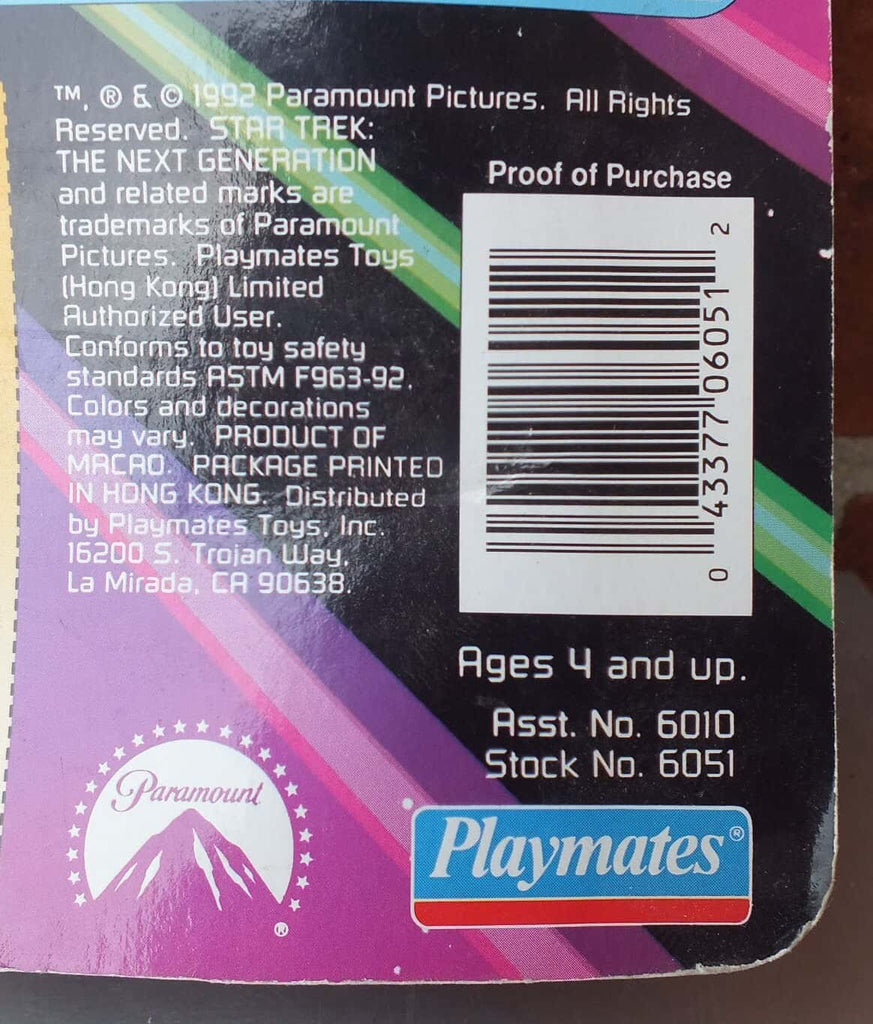 ™, ® & © 1992 Paramount Pictures. All Rights
Reserved. STAR TREK:
THE NEXT GENERATION
and related marks are
trademarks of Paramount
Pictures. Playmates Toys
(Hong Kong) Limited
Authorized User.
Conforms to toy safety
standards ASTM F963-92.
Colors and decorations
may vary. PRODUCT OF
MACAO. PACKAGE PRINTED
IN HONG KONG. Distributed
by Playmates Toys, Inc.
16200 S. Trojan Way,
La Mirada, CA 90638.
Proof of Purchase
0 43377 06051 2
Ages 4 and up.
Asst. No. 6010
Stock No. 6051
Paramount
®
Playmates®